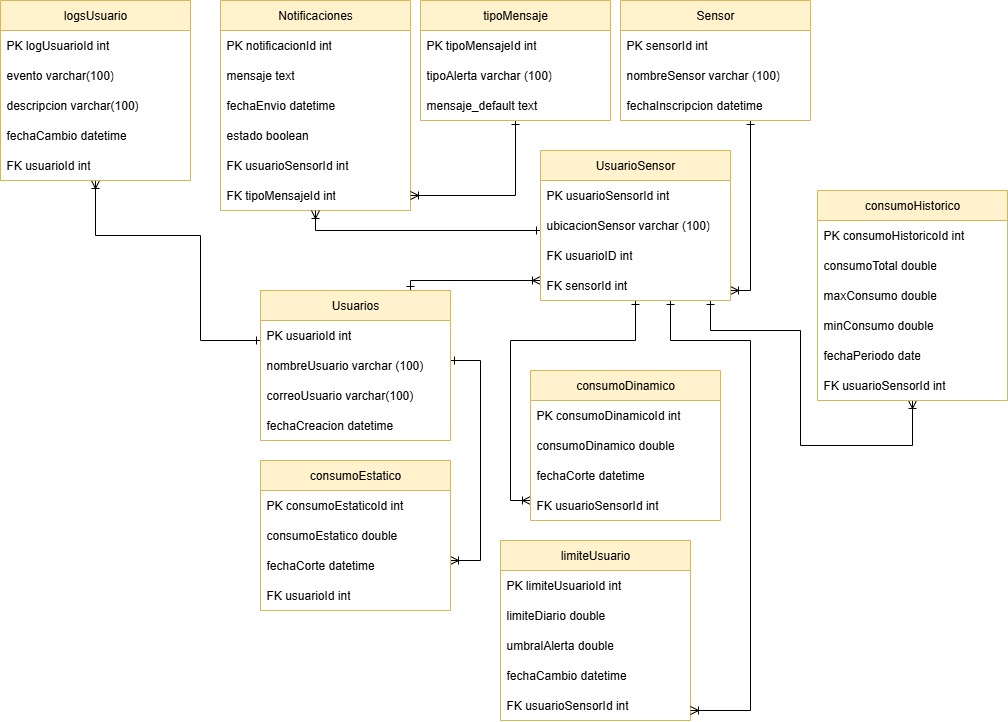 logsUsuario
PK logUsuarioId int
evento varchar(100)
descripcion varchar(100)
fechaCambio datetime
FK usuarioId int
Notificaciones
PK notificacionId int
mensaje text
fechaEnvio datetime
estado boolean
FK usuarioSensorId int
FK tipoMensajeId int
tipoMensaje
PK tipoMensajeId int
tipoAlerta varchar (100)
mensaje_default text
Sensor
PK sensorId int
nombreSensor varchar (100)
fechaInscripcion datetime
UsuarioSensor
PK usuarioSensorId int
ubicacionSensor varchar (100)
FK usuarioID int
FK sensorId int
consumoHistorico
PK consumoHistoricoId int
consumoTotal double
maxConsumo double
minConsumo double
fechaPeriodo date
FK usuarioSensorId int
Usuarios
PK usuarioId int
nombreUsuario varchar (100)
correoUsuario varchar(100)
fechaCreacion datetime
consumoDinamico
PK consumoDinamicoId int
consumoDinamico double
fechaCorte datetime
FK usuarioSensorId int
consumoEstatico
PK consumoEstaticoId int
consumoEstatico double
fechaCorte datetime
FK usuarioId int
limiteUsuario
PK limiteUsuarioId int
limiteDiario double
umbralAlerta double
fechaCambio datetime
FK usuarioSensorId int